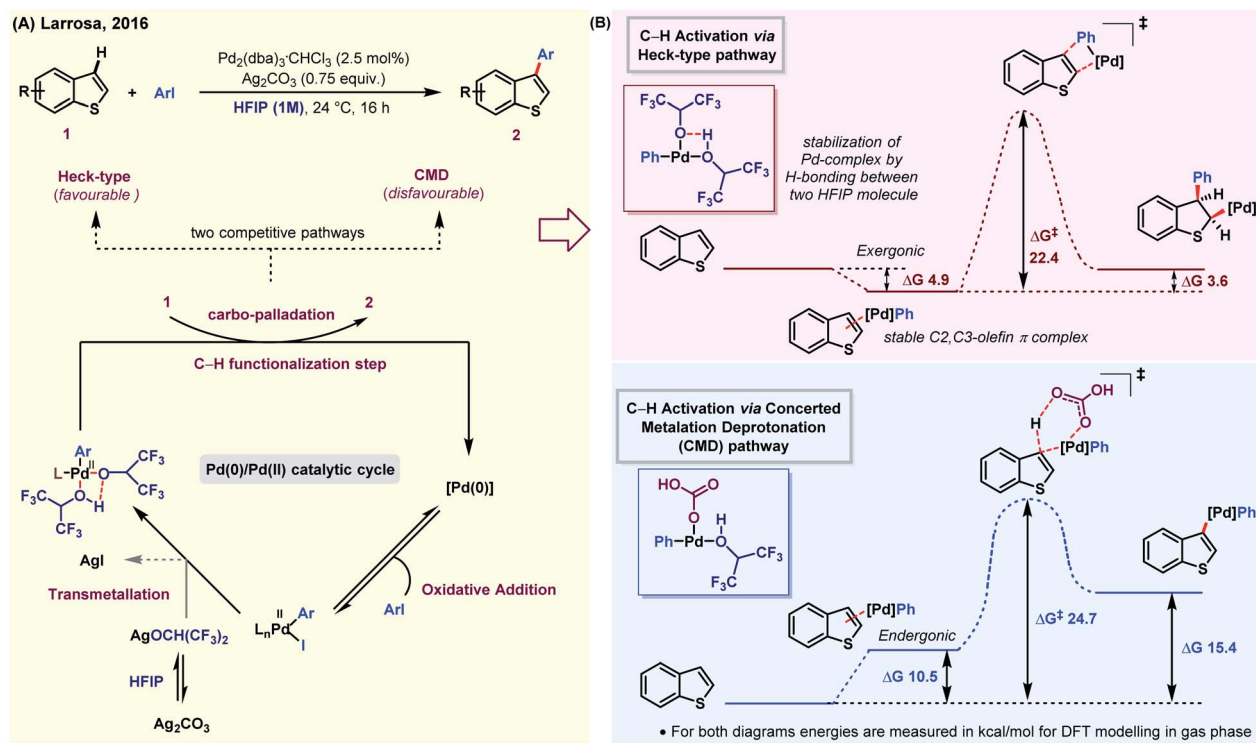 (A) Larrosa, 2016
H
R
S
1
+
ArI
Pd2(dba)3·CHCl3 (2.5 mol%)
Ag2CO3 (0.75 equiv.)
HFIP (1M), 24 °C, 16 h
Ar
R
S
2
Heck-type
(favourable )
CMD
(disfavourable)
two competitive pathways
1
2
carbo-palladation
C–H functionalization step
Ar
II
L–Pd
O
CF3
CF3
F3C
O
H
CF3
Pd(0)/Pd(II) catalytic cycle
[Pd(0)]
AgI
Transmetallation
Oxidative Addition
ArI
II
LnPd
Ar
I
AgOCH(CF3)2
HFIP
Ag2CO3
(B)
C–H Activation via
Heck-type pathway
Ph
[Pd]
S
‡
F3C
CF3
O
H
Ph–Pd
O
CF3
F3C
stabilization of
Pd-complex by
H-bonding between
two HFIP molecule
S
Exergonic
ΔG 4.9
ΔG‡
22.4
Ph
H
[Pd]
S
H
ΔG 3.6
[Pd]Ph
S
stable C2,C3-olefin π complex
C–H Activation via Concerted
Metalation Deprotonation
(CMD) pathway
‡
O
OH
H
O
[Pd]Ph
S
HO
O
O
H
Ph–Pd
O
CF3
F3C
[Pd]Ph
S
[Pd]Ph
S
Endergonic
ΔG 10.5
ΔG‡ 24.7
ΔG 15.4
S
• For both diagrams energies are measured in kcal/mol for DFT modelling in gas phase